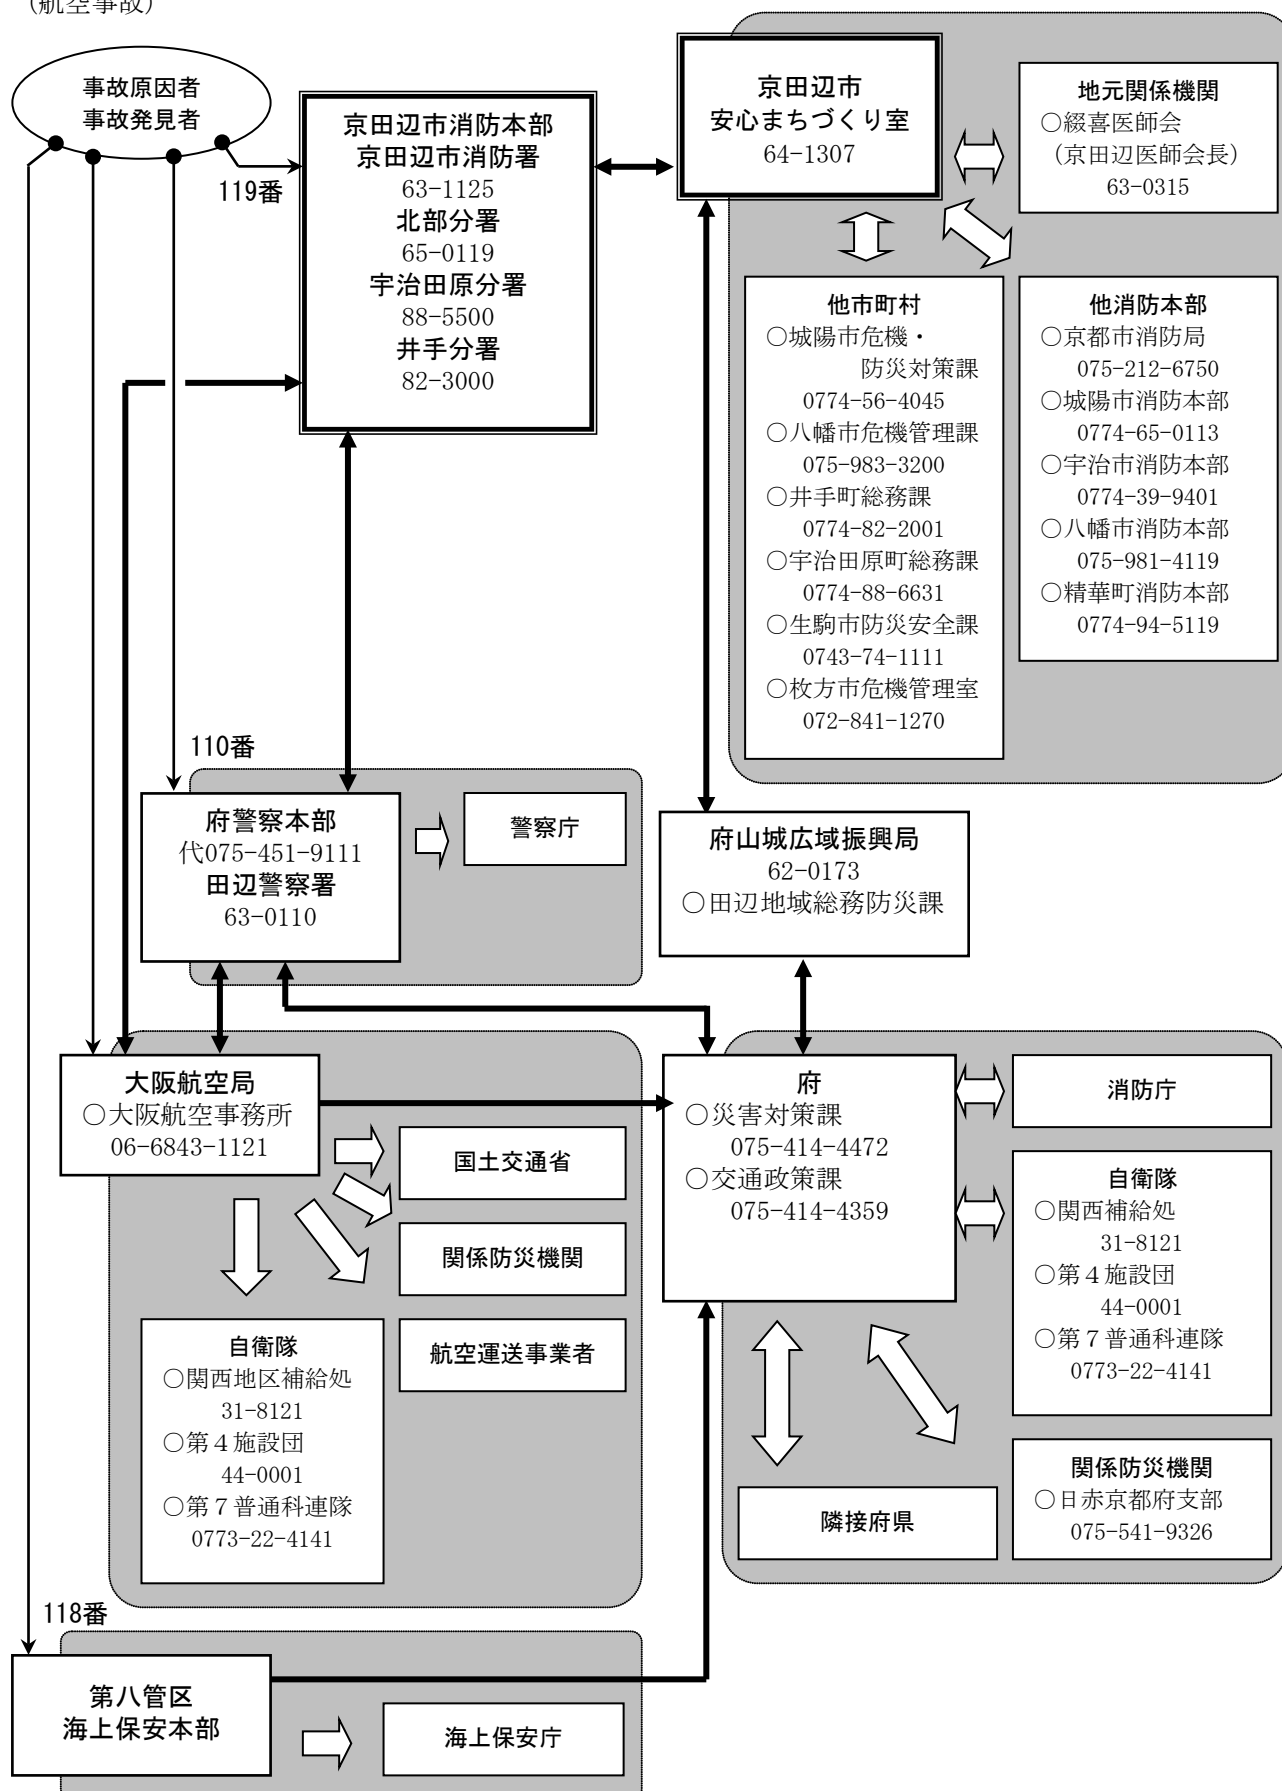 (航空事故)
事故原因者
事故発見者
119番
京田辺市消防本部
京田辺市消防署
63-1125
北部分署
65-0119
宇治田原分署
88-5500
井手分署
82-3000
京田辺市
安心まちづくり室
64-1307
地元関係機関
○綴喜医師会
(京田辺医師会長)
63-0315
他市町村
○城陽市危機・
防災対策課
0774-56-4045
○八幡市危機管理課
075-983-3200
○井手町総務課
0774-82-2001
○宇治田原町総務課
0774-88-6631
○生駒市防災安全課
0743-74-1111
○枚方市危機管理室
072-841-1270
他消防本部
○京都市消防局
075-212-6750
○城陽市消防本部
0774-65-0113
○宇治市消防本部
0774-39-9401
○八幡市消防本部
075-981-4119
○精華町消防本部
0774-94-5119
110番
府警察本部
代075-451-9111
田辺警察署
63-0110
警察庁
府山城広域振興局
62-0173
○田辺地域総務防災課
大阪航空局
○大阪航空事務所
06-6843-1121
国土交通省
関係防災機関
航空運送事業者
自衛隊
○関西地区補給処
31-8121
○第4施設団
44-0001
○第7普通科連隊
0773-22-4141
府
○災害対策課
075-414-4472
○交通政策課
075-414-4359
消防庁
自衛隊
○関西補給処
31-8121
○第4施設団
44-0001
○第7普通科連隊
0773-22-4141
関係防災機関
○日赤京都府支部
075-541-9326
隣接府県
118番
第八管区
海上保安本部
海上保安庁